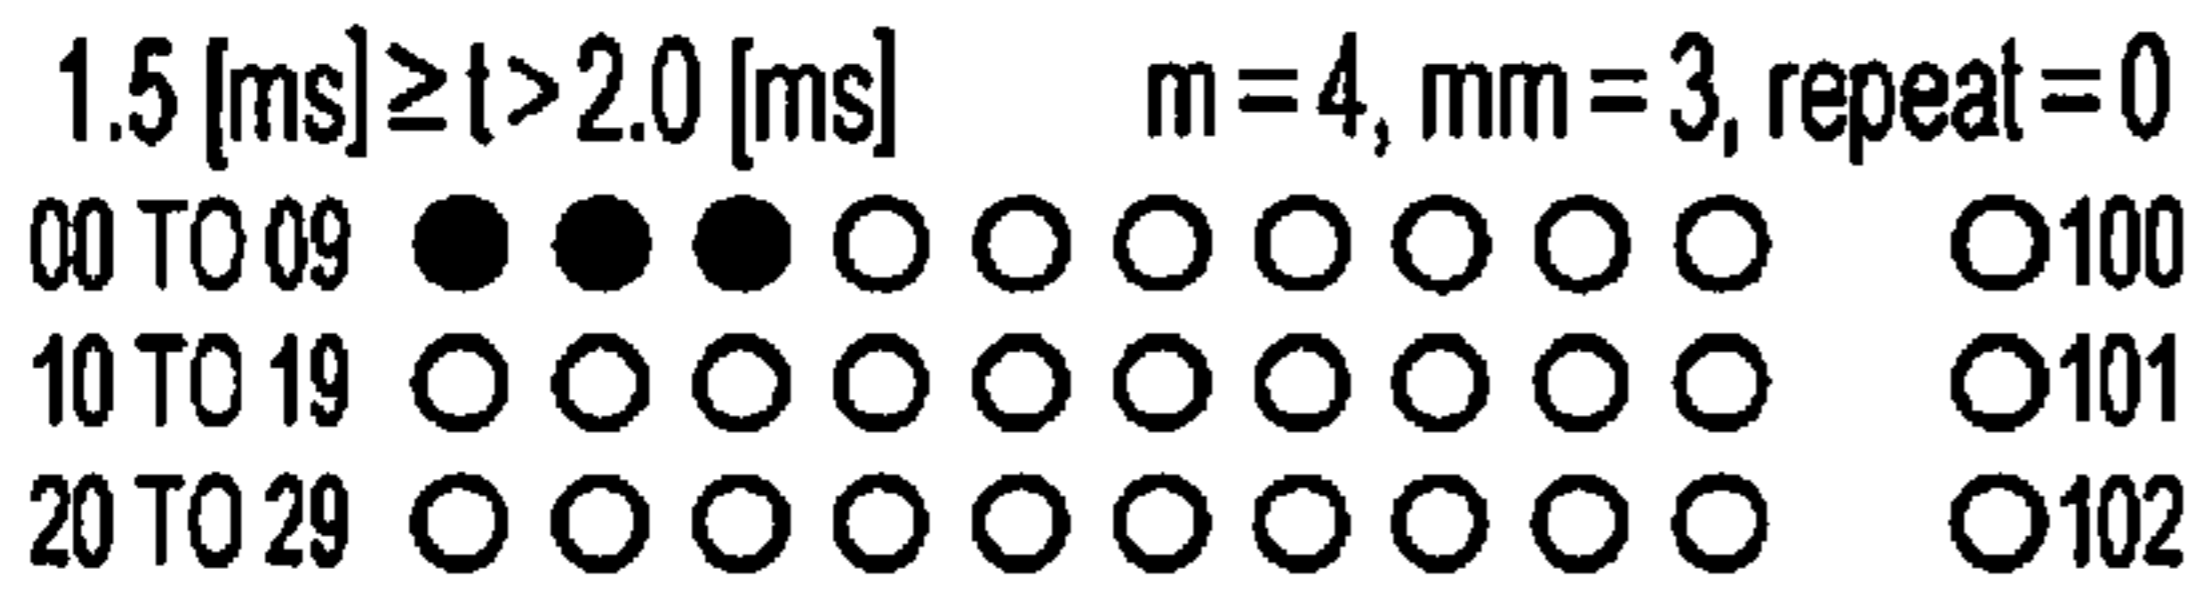 1.5 [ms] ≥ t > 2.0 [ms] m = 4, mm = 3, repeat = 0
00 TO 09 100
10 TO 19 101
20 TO 29 102